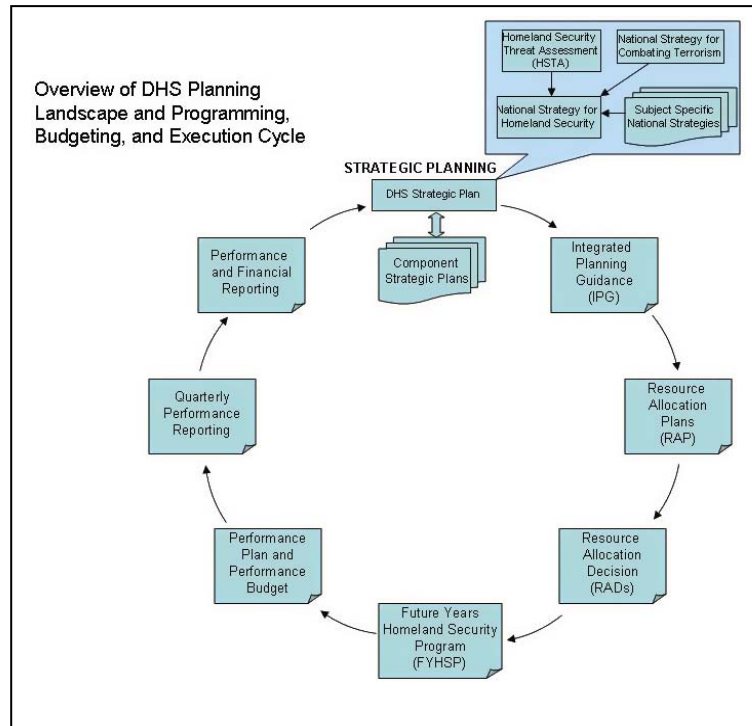 Overview of DHS Planning
Landscape and Programming,
Budgeting, and Execution Cycle
Homeland Security
Threat Assessment
(HSTA)
National Strategy for
Combating Terrorism
National Strategy for
Homeland Security
Subject Specific
National Strategies
STRATEGIC PLANNING
DHS Strategic Plan
Component
Strategic Plans
Integrated
Planning
Guidance
(IPG)
Resource
Allocation
Plans
(RAP)
Resource
Allocation
Decision
(RADs)
Future Years
Homeland Security
Program
(FYHSP)
Performance
Plan and
Performance
Budget
Quarterly
Performance
Reporting
Performance
and Financial
Reporting